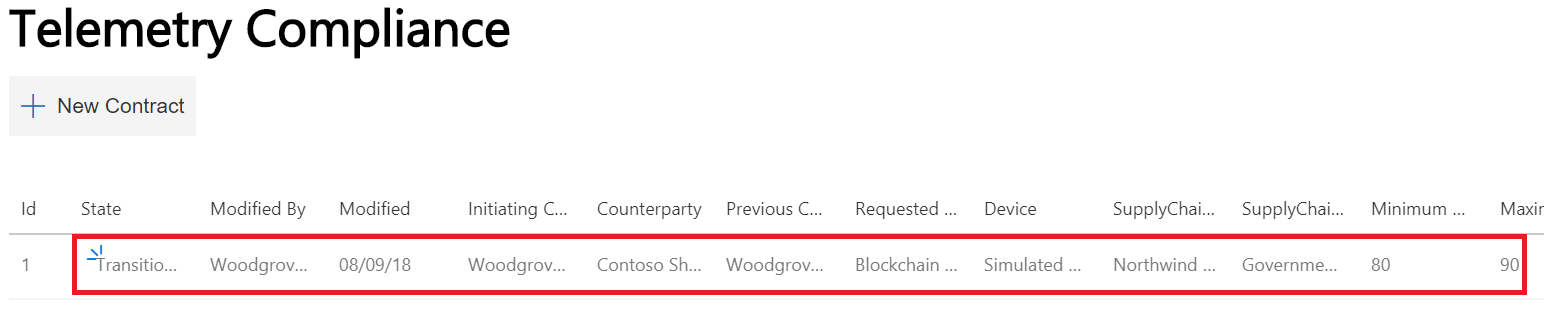 Telemetry Compliance
New Contract
Id State Modified By Modified Initiating C... Counterparty Previous C... Requested ... Device SupplyChai... SupplyChai... Minimum ... Maxin
1 Transitio... Woodgrov... 08/09/18 Woodgrov... Contoso Sh... Woodgrov... Blockchain ... Simulated ... Northwind ... Governme... 80 90